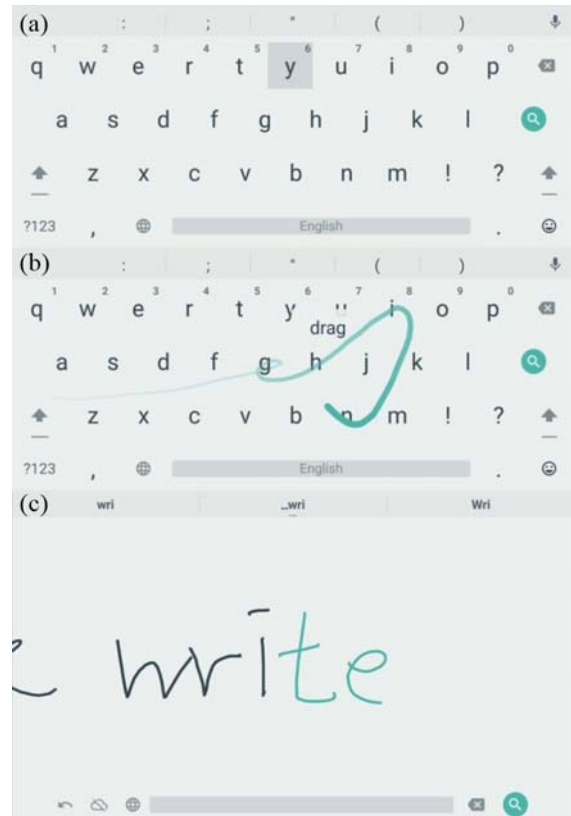 (a) : ; " ( )
1 2 3 4 5 6 7 8 9 0
q w e r t y u i o p
a s d f g h j k l
z x c v b n m ! ?
?123 , English .
(b) : ; " ( )
1 2 3 4 5 6 7 8 9 0
q w e r t y u i o p
drag
a s d f g h j k l
z x c v b n m ! ?
?123 , English .
(c) wri _wri Wri
e write